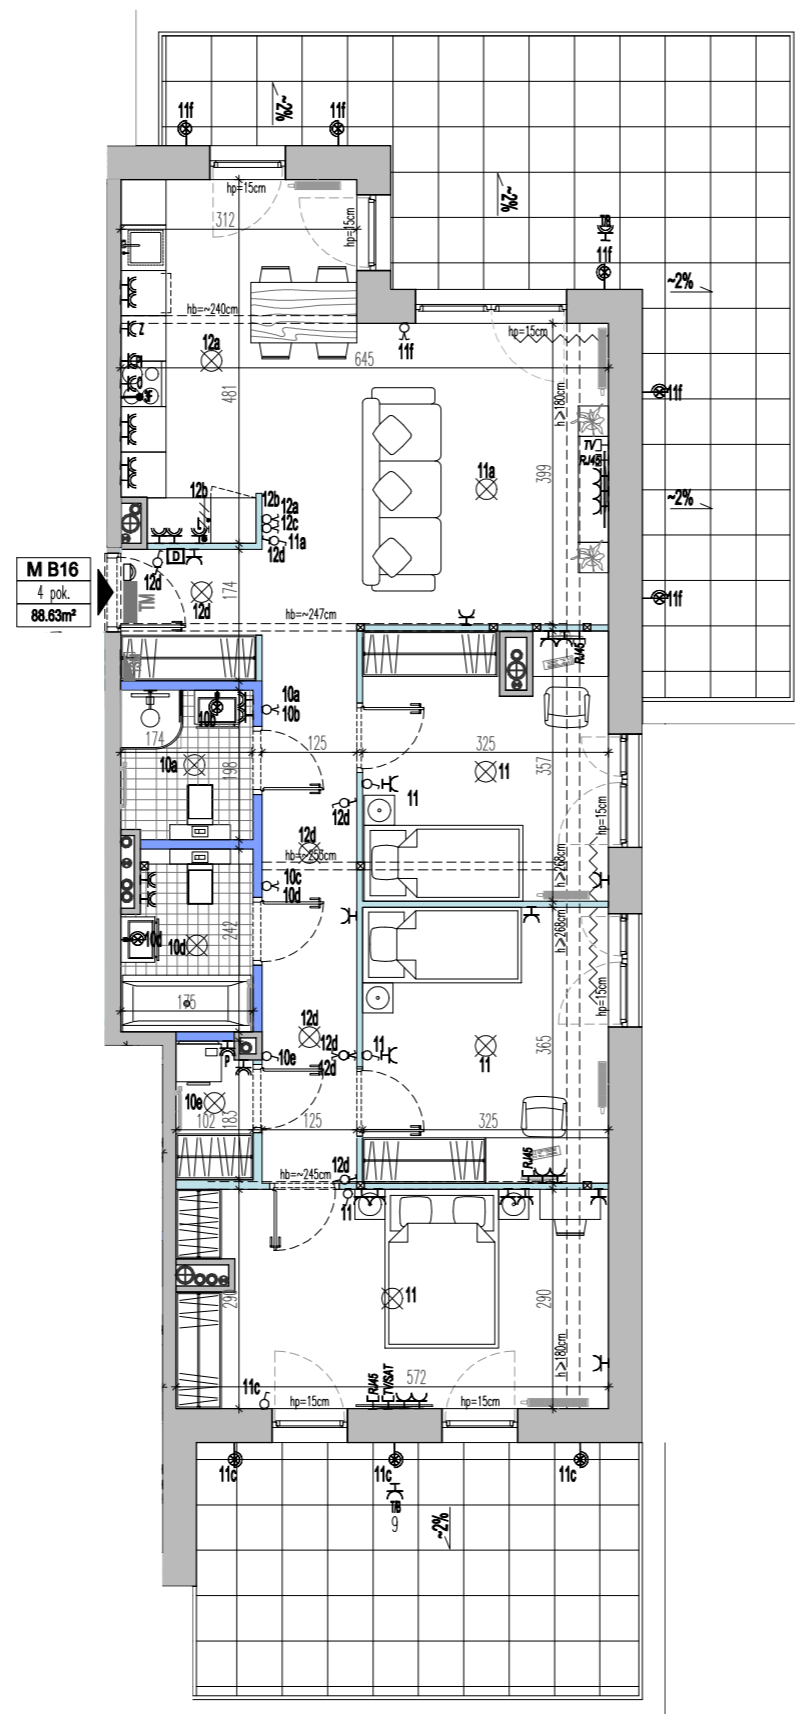 11f
11f
~2%
hp=15cm
~2%
312
hp=15cm
11f
~2%
hb=~240cm
Z
12a
hp=15cm
11f
645
481
h>180cm
11f
TV
RJ45
11a
399
12b
12b
12a
12c
11a
12d
~2%
D
M B16
4 pok.
88.63m²
12d
TM
12d
174
hb=~247cm
11f
RJ45
10a
10b
10b
174
125
325
10a
198
11
357
11
12d
hp=15cm
12d
hb=~253cm
h>268cm
10c
10d
10d
10d
242
h>268cm
175
hp=15cm
12d
12d
10e
12d
11
11
365
P
10e
102
183
125
325
hb=~245cm
12d
RJ45
11
11
290
290
h>180cm
572
RJ45
TV/SAT
11c
hp=15cm
hp=15cm
11c
11c
11c
9
~2%